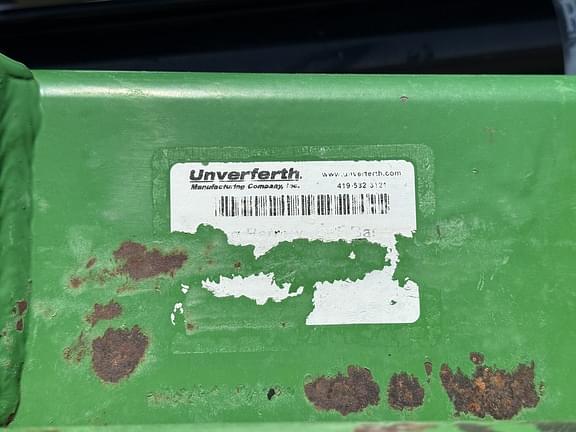 Unverferth. www.unverferth.com
Manufacturing Company, Inc. 419-532-3121